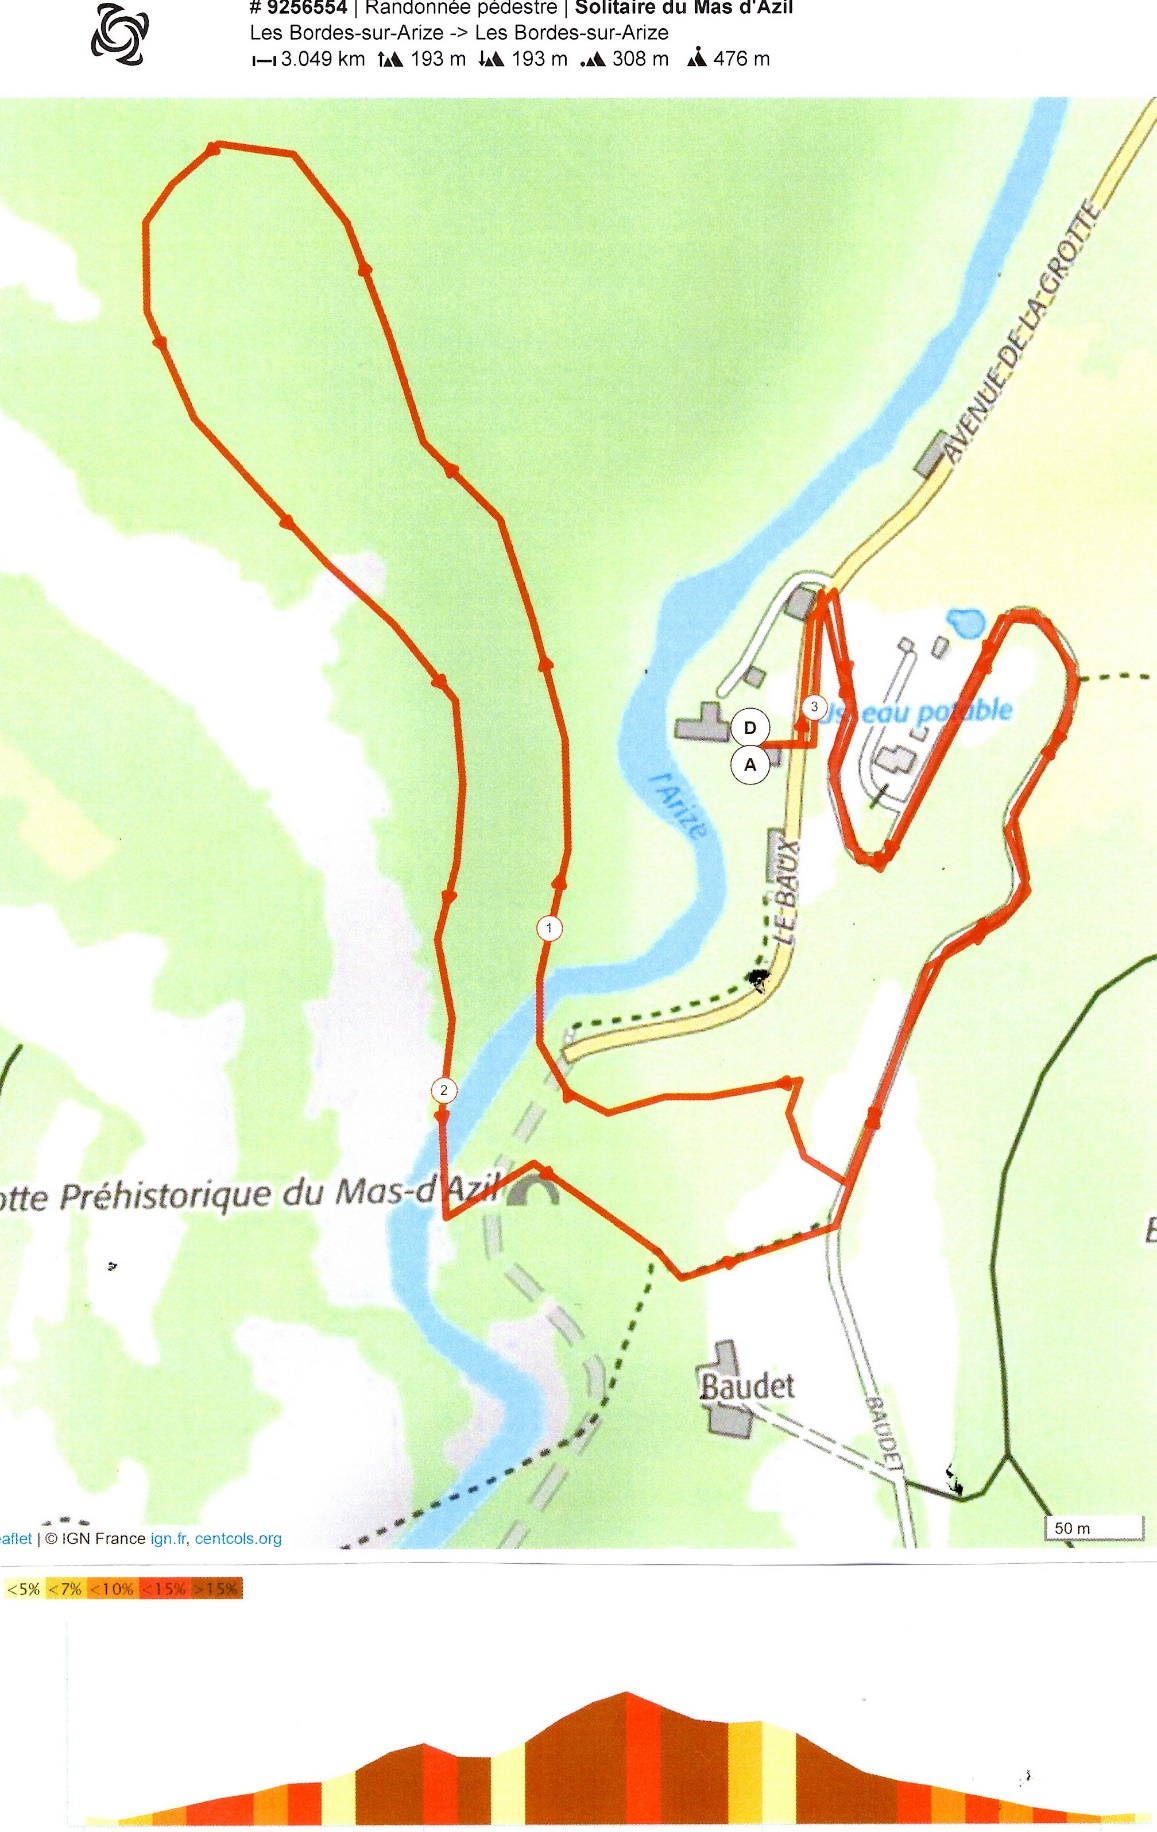 # 9256554 | Randonnée pédestre | Solitaire du Mas d'Azil
Les Bordes-sur-Arize -> Les Bordes-sur-Arize
3.049 km 193 m 193 m 308 m 476 m
AVENUE DE LA GROTTE
3
eau potable
D
A
l'Arize
LE BAUX
1
2
otte Préhistorique du Mas-d'Azil
E
Baudet
BAUDET
eaflet | © IGN France ign.fr, centcols.org
50 m
<5% <7% <10% <15% >15%